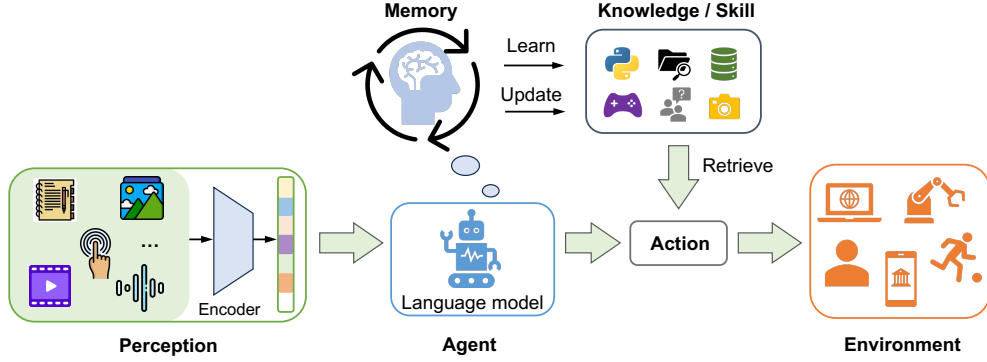 Memory
Knowledge / Skill
Learn
Update
?
Retrieve
...
Encoder
Language model
Action
Perception
Agent
Environment